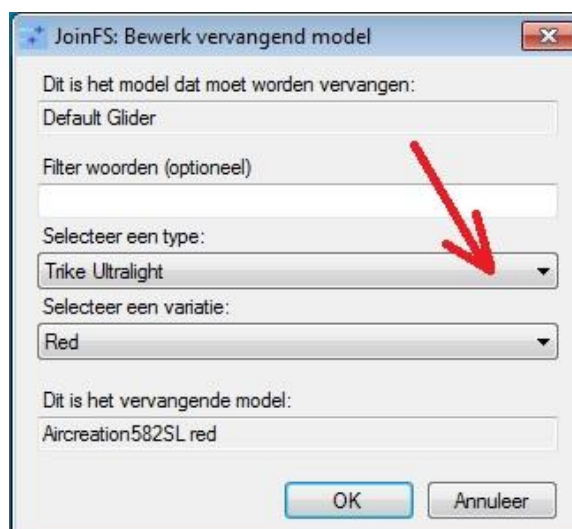 JoinFS: Bewerk vervangend model
Dit is het model dat moet worden vervangen:
Default Glider
Filter woorden (optioneel)
Selecteer een type:
Trike Ultralight
Selecteer een variatie:
Red
Dit is het vervangende model:
Aircreation582SL red
OK
Annuleer